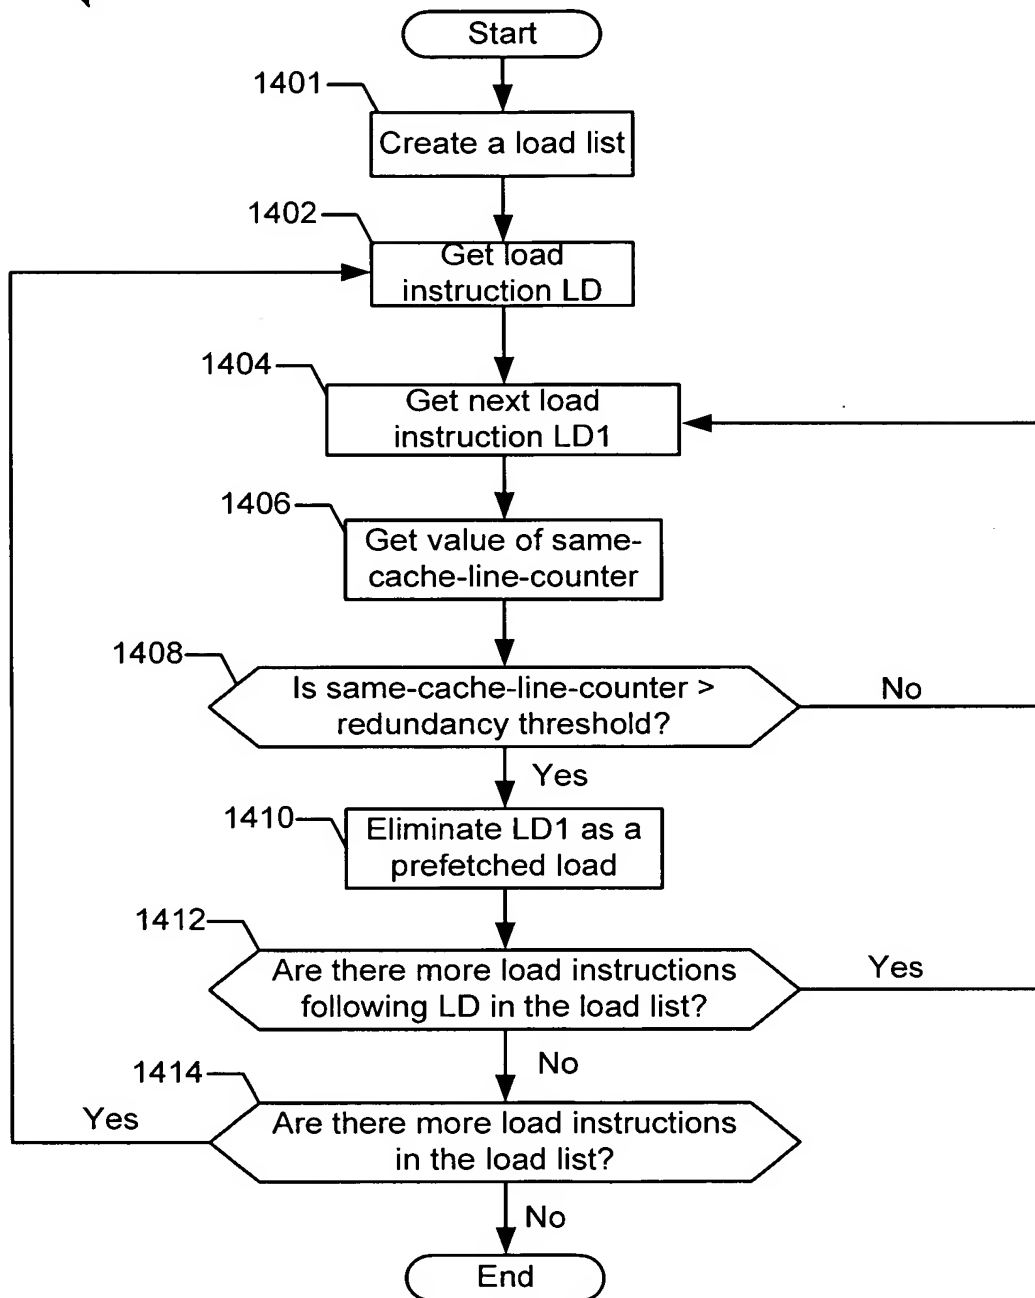 Start
1401
Create a load list
1402
Get load
instruction LD
1404
Get next load
instruction LD1
1406
Get value of same-
cache-line-counter
1408
Is same-cache-line-counter >
redundancy threshold?
No
Yes
1410
Eliminate LD1 as a
prefetched load
1412
Are there more load instructions
following LD in the load list?
Yes
No
1414
Are there more load instructions
in the load list?
Yes
No
End